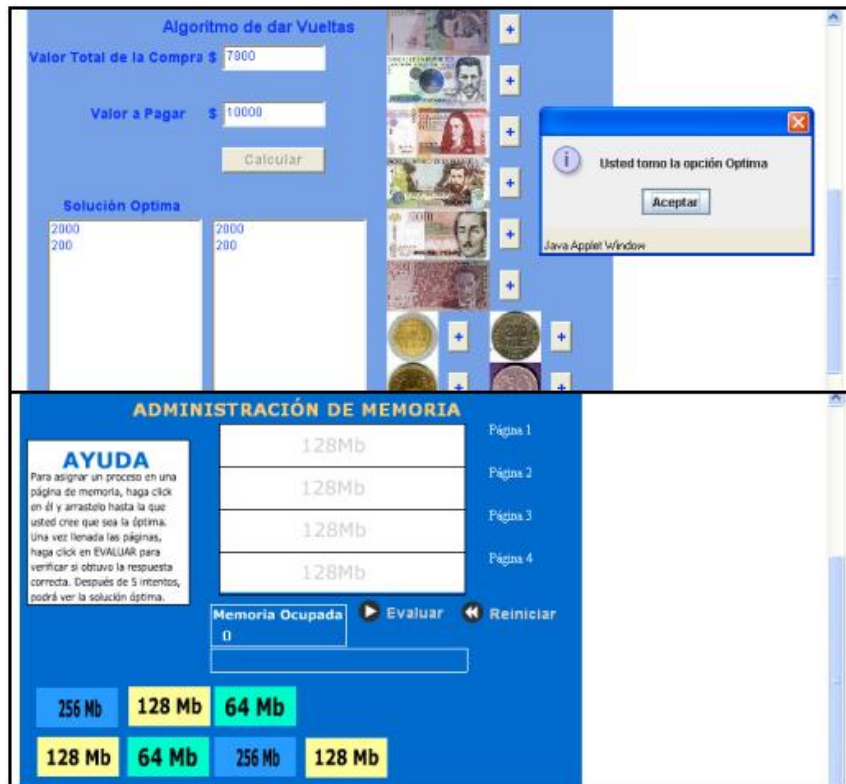 Algoritmo de dar Vueltas
+
Valor Total de la Compra $ 7800
+
Valor a Pagar $ 10000
+
Calcular
+
Usted tomo la opción Optima
Aceptar
Java Applet Window
Solución Optima
2000
200
2000
200
+
+
+
+
+
+
ADMINISTRACIÓN DE MEMORIA
AYUDA
Para asignar un proceso en una
página de memoria, haga click
en él y arrastelo hasta la que
usted cree que sea la óptima.
Una vez llenada las páginas,
haga click en EVALUAR para
verificar si obtuvo la respuesta
correcta. Después de 5 intentos,
podrá ver la solución óptima.
128Mb
Página 1
128Mb
Página 2
128Mb
Página 3
128Mb
Página 4
Memoria Ocupada
0
Evaluar
Reiniciar
256 Mb 128 Mb 64 Mb
128 Mb 64 Mb 256 Mb 128 Mb